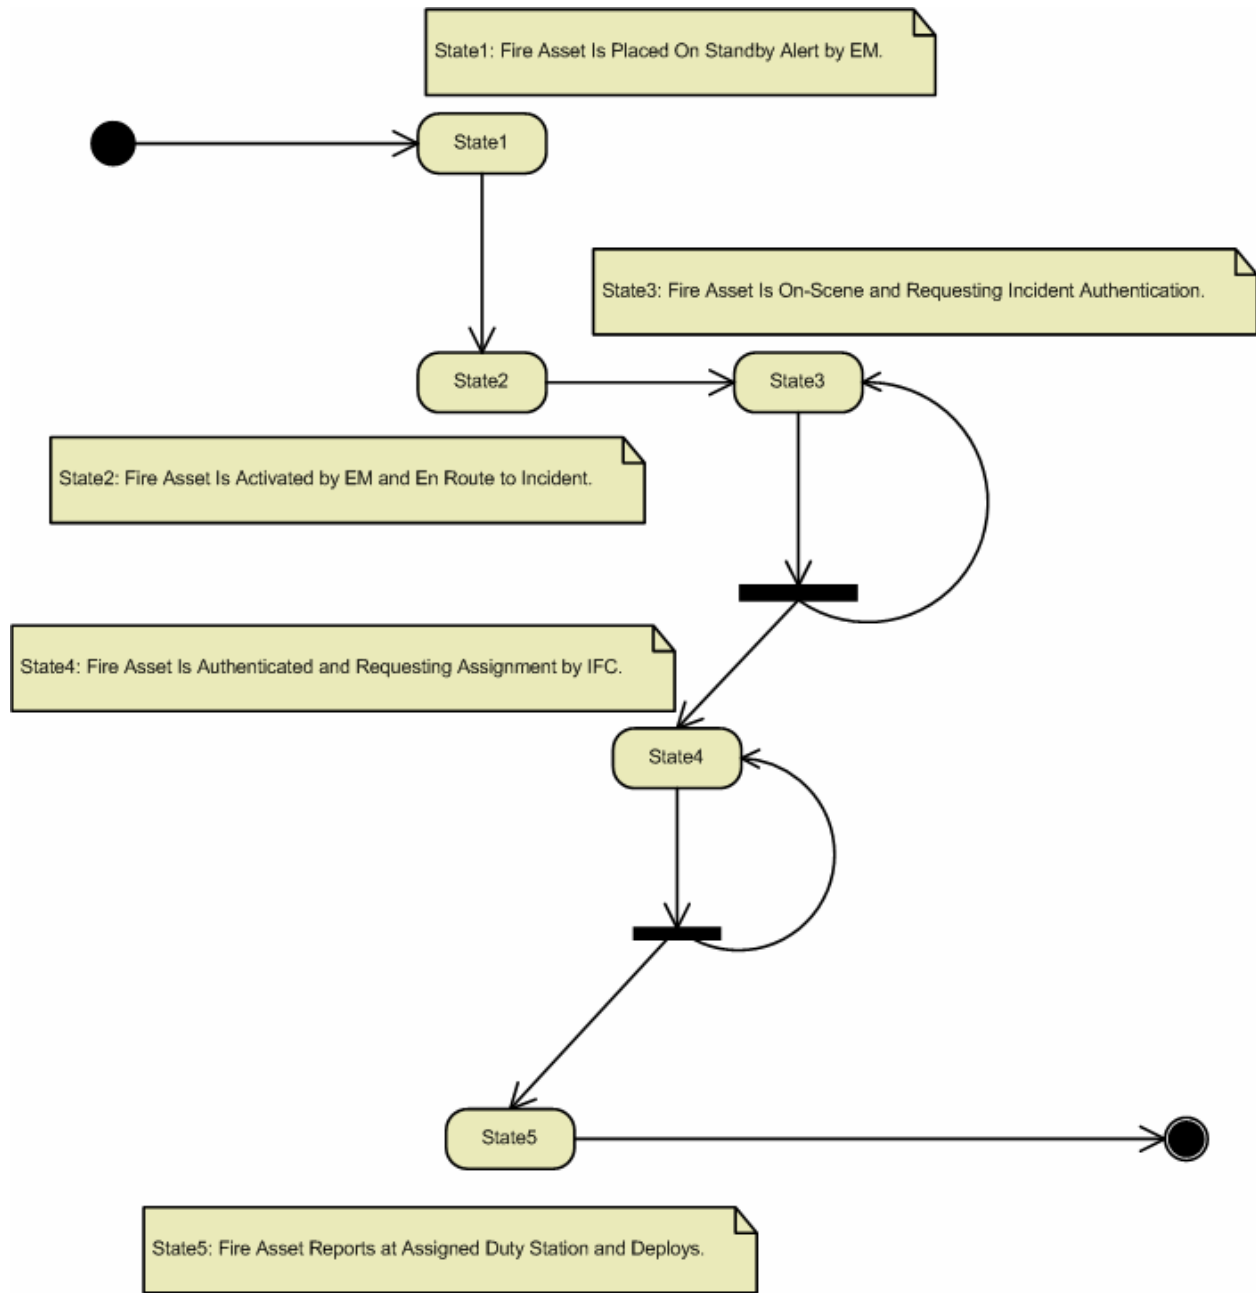 State1: Fire Asset Is Placed On Standby Alert by EM.
State1
State3: Fire Asset Is On-Scene and Requesting Incident Authentication.
State2
State3
State2: Fire Asset Is Activated by EM and En Route to Incident.
State4: Fire Asset Is Authenticated and Requesting Assignment by IFC.
State4
State5
State5: Fire Asset Reports at Assigned Duty Station and Deploys.